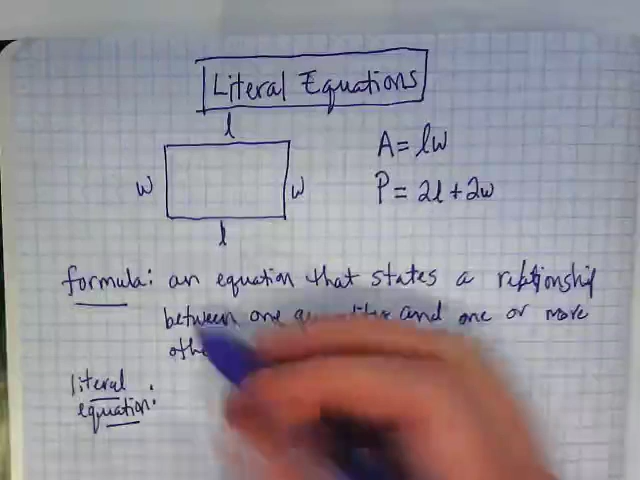 Literal Equations
l
w
w
l
A = lw
P = 2l + 2w
formula: an equation that states a relationship
between one and one or more
literal
equation: